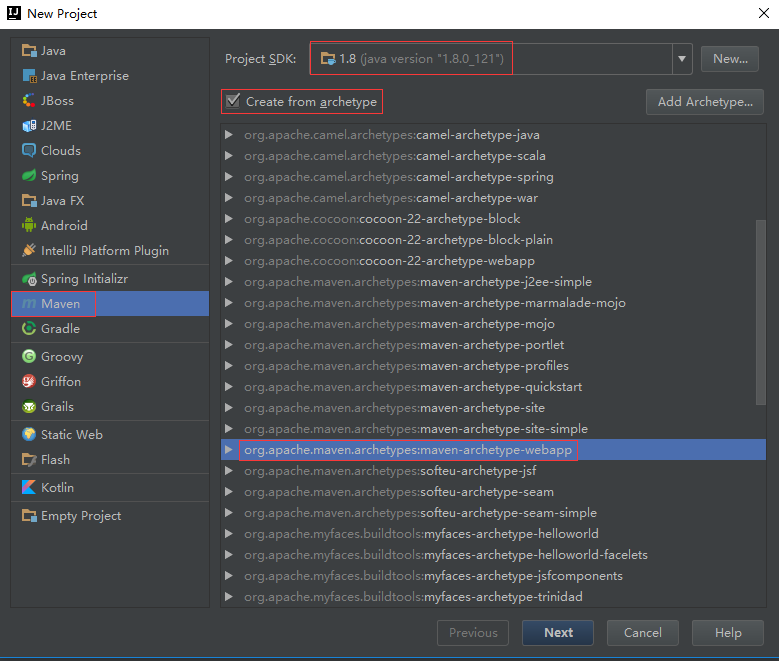 New Project
Java
Java Enterprise
JBoss
J2ME
Clouds
Spring
Java FX
Android
IntelliJ Platform Plugin
Spring Initializr
Maven
Gradle
Groovy
Griffon
Grails
Static Web
Flash
Kotlin
Empty Project
Project SDK: 1.8 (java version "1.8.0_121") New...
Create from archetype Add Archetype...
org.apache.camel.archetypes:camel-archetype-java
org.apache.camel.archetypes:camel-archetype-scala
org.apache.camel.archetypes:camel-archetype-spring
org.apache.camel.archetypes:camel-archetype-war
org.apache.cocoon:cocoon-22-archetype-block
org.apache.cocoon:cocoon-22-archetype-block-plain
org.apache.cocoon:cocoon-22-archetype-webapp
org.apache.maven.archetypes:maven-archetype-j2ee-simple
org.apache.maven.archetypes:maven-archetype-marmalade-mojo
org.apache.maven.archetypes:maven-archetype-mojo
org.apache.maven.archetypes:maven-archetype-portlet
org.apache.maven.archetypes:maven-archetype-profiles
org.apache.maven.archetypes:maven-archetype-quickstart
org.apache.maven.archetypes:maven-archetype-site
org.apache.maven.archetypes:maven-archetype-site-simple
org.apache.maven.archetypes:maven-archetype-webapp
org.apache.maven.archetypes:softeu-archetype-jsf
org.apache.maven.archetypes:softeu-archetype-seam
org.apache.maven.archetypes:softeu-archetype-seam-simple
org.apache.myfaces.buildtools:myfaces-archetype-helloworld
org.apache.myfaces.buildtools:myfaces-archetype-helloworld-facelets
org.apache.myfaces.buildtools:myfaces-archetype-jsfcomponents
org.apache.myfaces.buildtools:myfaces-archetype-trinidad
Previous Next Cancel Help